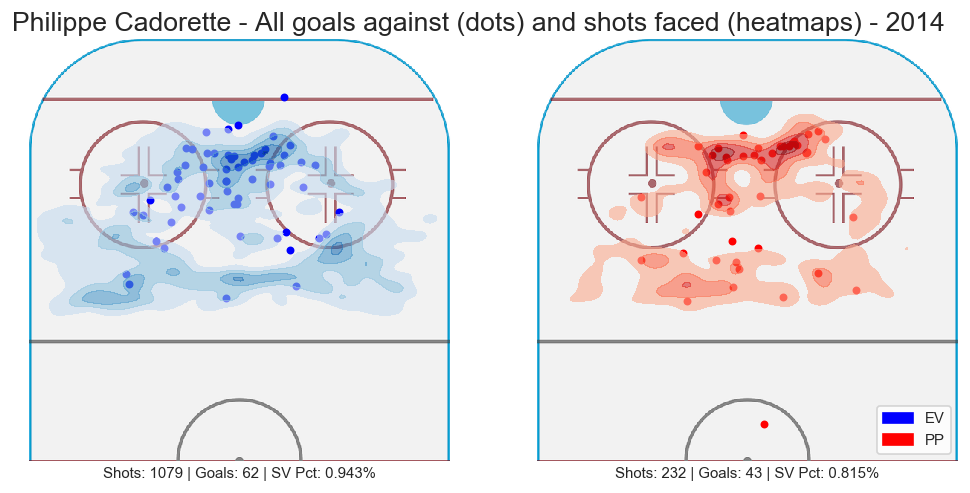 Philippe Cadorette - All goals against (dots) and shots faced (heatmaps) - 2014
EV
PP
Shots: 1079 | Goals: 62 | SV Pct: 0.943%
Shots: 232 | Goals: 43 | SV Pct: 0.815%